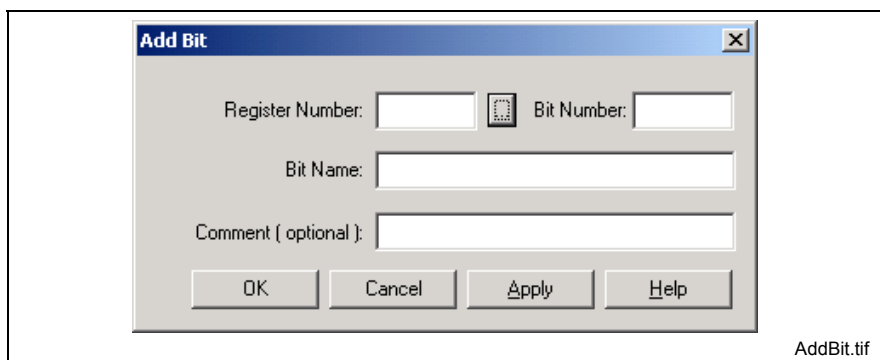 Add Bit
Register Number: Bit Number:
Bit Name:
Comment ( optional ):
OK Cancel Apply Help
AddBit.tif